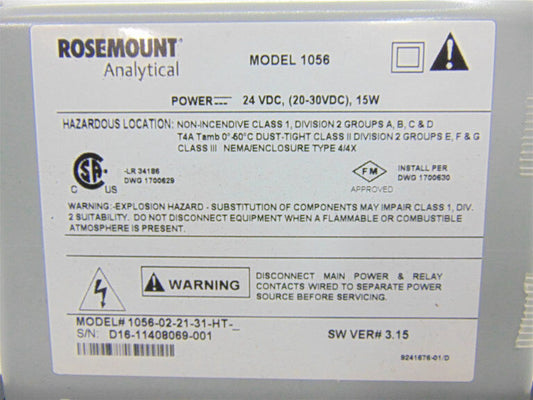 ROSEMOUNT
Analytical
MODEL 1056
POWER 24 VDC, (20-30VDC), 15W
HAZARDOUS LOCATION: NON-INCENDIVE CLASS 1, DIVISION 2 GROUPS A, B, C & D
T4A Tamb 0°-50°C DUST-TIGHT CLASS II DIVISION 2 GROUPS E, F & G
CLASS III NEMA/ENCLOSURE TYPE 4/4X
C US
-LR 34186
DWG 1700629
FM
APPROVED
INSTALL PER
DWG 1700630
WARNING:-EXPLOSION HAZARD - SUBSTITUTION OF COMPONENTS MAY IMPAIR CLASS 1, DIV.
2 SUITABILITY. DO NOT DISCONNECT EQUIPMENT WHEN A FLAMMABLE OR COMBUSTIBLE
ATMOSPHERE IS PRESENT.
WARNING
DISCONNECT MAIN POWER & RELAY
CONTACTS WIRED TO SEPARATE POWER
SOURCE BEFORE SERVICING.
MODEL# 1056-02-21-31-HT-_
S/N: D16-11408069-001
SW VER# 3.15
9241676-01/D